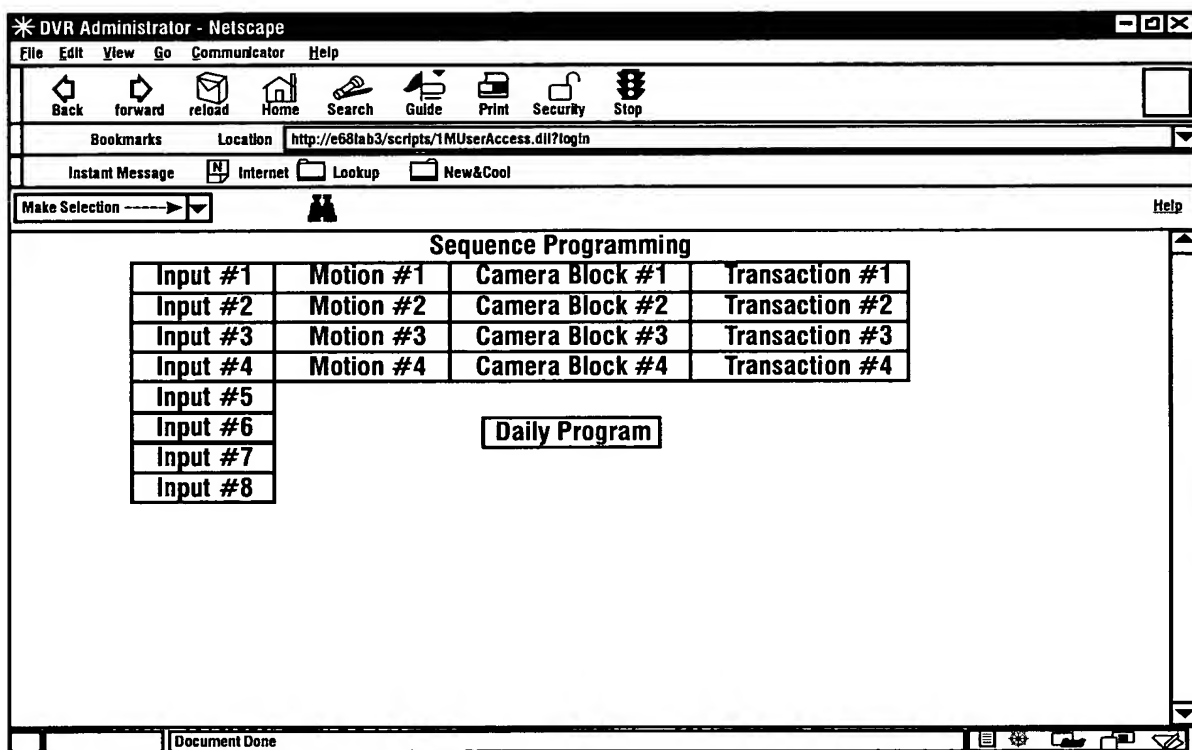 DVR Administrator - Netscape
File Edit View Go Communicator Help
Back forward reload Home Search Guide Print Security Stop
Bookmarks Location http://e68lab3/scripts/1MUserAccess.dll?login
Instant Message N Internet Lookup New&Cool
Make Selection Help
Sequence Programming
Input #1 Motion #1 Camera Block #1 Transaction #1
Input #2 Motion #2 Camera Block #2 Transaction #2
Input #3 Motion #3 Camera Block #3 Transaction #3
Input #4 Motion #4 Camera Block #4 Transaction #4
Input #5
Input #6 Daily Program
Input #7
Input #8
Document Done